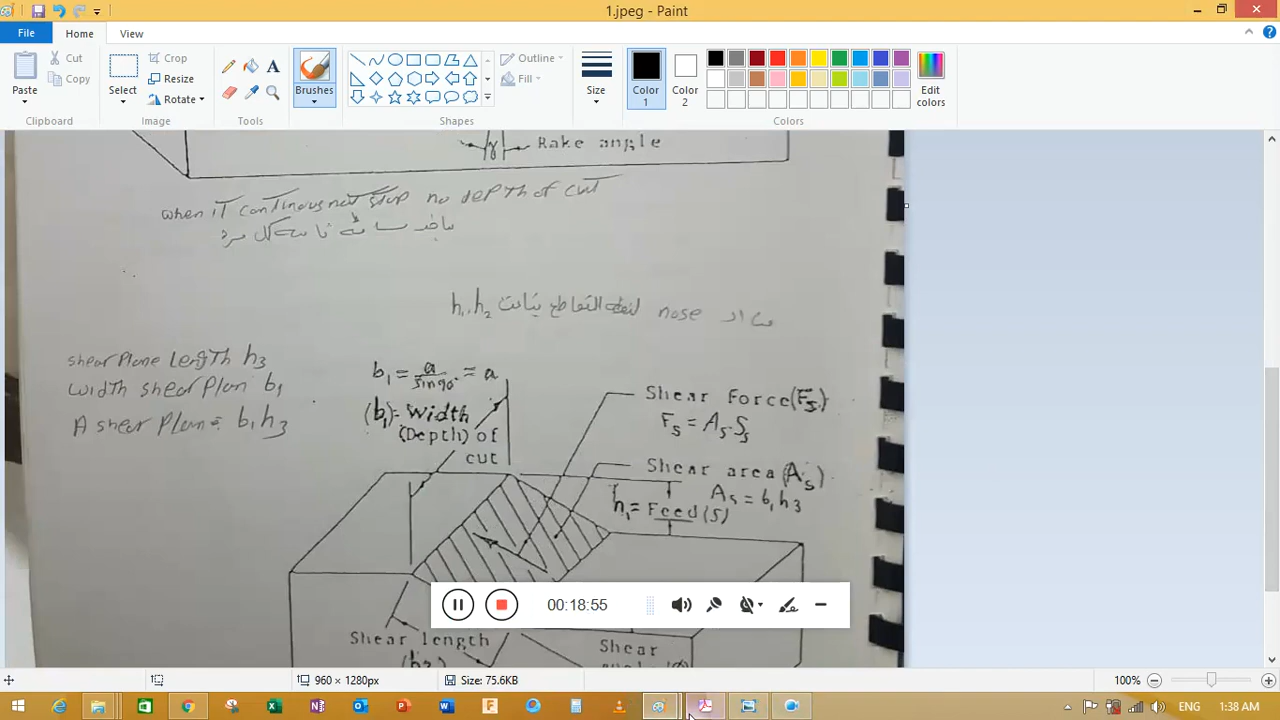 1.jpeg - Paint
File
Home
View
Paste
Cut
Copy
Clipboard
Select
Crop
Resize
Rotate
Image
Tools
Brushes
Shapes
Outline
Fill
Size
Color 1
Color 2
Edit colors
Colors
γ Rake angle
when it continous not stop no depth of cut
h1, h2 nose
shear plane Length h3
width shear plan b1
A shear plan = b1 h3
b1 = a/sin90° = a
(b1) = Width
(Depth) of
cut
Shear Force (Fs)
Fs = As.Ss
Shear area (As)
As = b1 h3
h1 = Feed (S)
Shear length
Shear
00:18:55
960 × 1280px
Size: 75.6KB
100%
ENG
1:38 AM